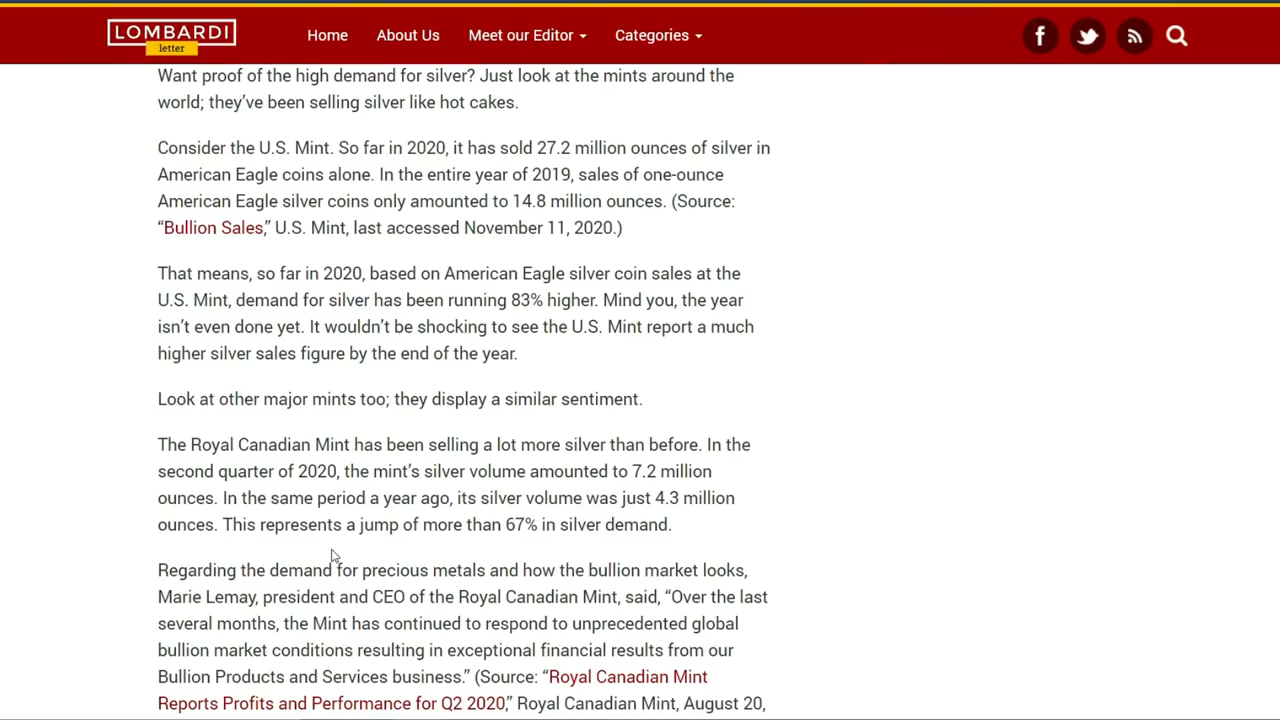 LOMBARDI
letter
Home About Us Meet our Editor Categories
Want proof of the high demand for silver? Just look at the mints around the
world; they’ve been selling silver like hot cakes.
Consider the U.S. Mint. So far in 2020, it has sold 27.2 million ounces of silver in
American Eagle coins alone. In the entire year of 2019, sales of one-ounce
American Eagle silver coins only amounted to 14.8 million ounces. (Source:
“Bullion Sales,” U.S. Mint, last accessed November 11, 2020.)
That means, so far in 2020, based on American Eagle silver coin sales at the
U.S. Mint, demand for silver has been running 83% higher. Mind you, the year
isn’t even done yet. It wouldn’t be shocking to see the U.S. Mint report a much
higher silver sales figure by the end of the year.
Look at other major mints too; they display a similar sentiment.
The Royal Canadian Mint has been selling a lot more silver than before. In the
second quarter of 2020, the mint’s silver volume amounted to 7.2 million
ounces. In the same period a year ago, its silver volume was just 4.3 million
ounces. This represents a jump of more than 67% in silver demand.
Regarding the demand for precious metals and how the bullion market looks,
Marie Lemay, president and CEO of the Royal Canadian Mint, said, “Over the last
several months, the Mint has continued to respond to unprecedented global
bullion market conditions resulting in exceptional financial results from our
Bullion Products and Services business.” (Source: “Royal Canadian Mint
Reports Profits and Performance for Q2 2020,” Royal Canadian Mint, August 20,